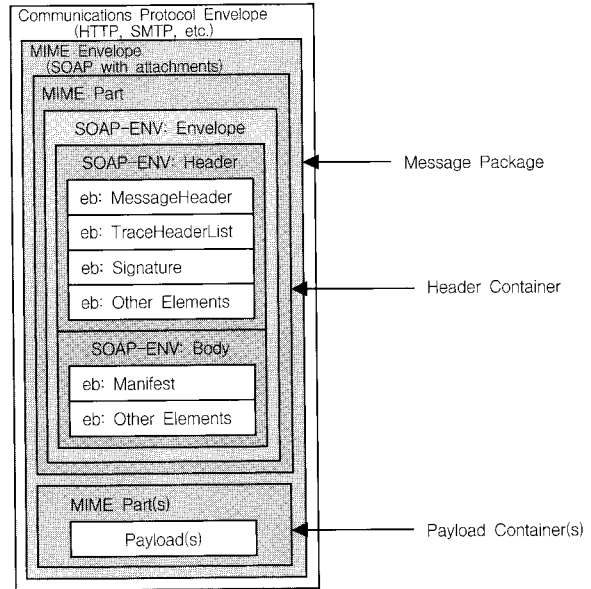 Communications Protocol Envelope
(HTTP, SMTP, etc.)
MIME Envelope
(SOAP with attachments)
MIME Part
SOAP-ENV: Envelope
SOAP-ENV: Header
eb: MessageHeader
eb: TraceHeaderList
eb: Signature
eb: Other Elements
SOAP-ENV: Body
eb: Manifest
eb: Other Elements
MIME Part(s)
Payload(s)
Message Package
Header Container
Payload Container(s)